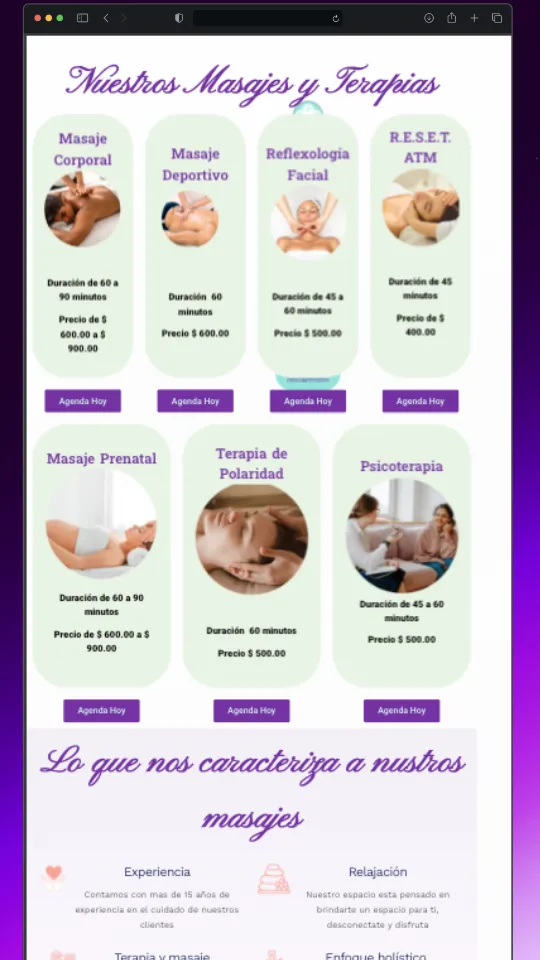 Nuestros Masajes y Terapias
Masaje
Corporal
Duración de 60 a
90 minutos
Precio de $
600.00 a $
900.00
Agenda Hoy
Masaje
Deportivo
Duración 60
minutos
Precio $ 600.00
Agenda Hoy
Reflexología
Facial
Duración de 45 a
60 minutos
Precio $ 500.00
Agenda Hoy
R.E.S.E.T.
ATM
Duración de 45
minutos
Precio de $
400.00
Agenda Hoy
Masaje Prenatal
Duración de 60 a 90
minutos
Precio de $ 600.00 a $
900.00
Agenda Hoy
Terapia de
Polaridad
Duración 60 minutos
Precio $ 500.00
Agenda Hoy
Psicoterapia
Duración de 45 a 60
minutos
Precio $ 500.00
Agenda Hoy
Lo que nos caracteriza a nustros
masajes
Experiencia
Contamos con mas de 15 años de
experiencia en el cuidado de nuestros
clientes
Relajación
Nuestro espacio esta pensado en
brindarte un espacio para ti,
desconectate y disfruta
Terapia y masaje
Enfoque holístico